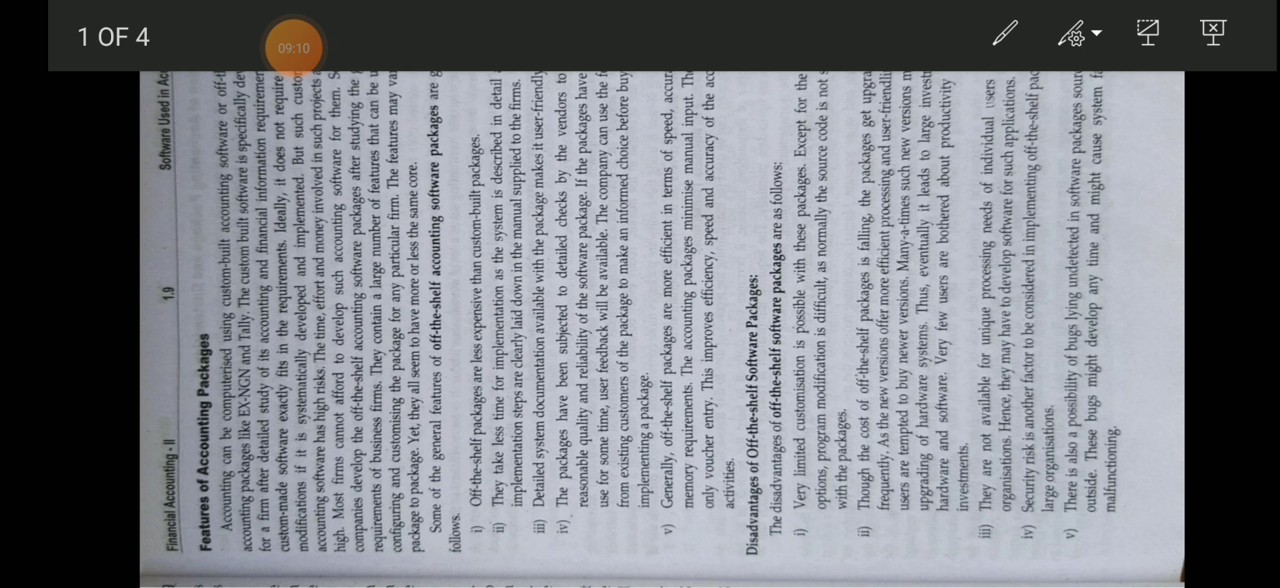 1 OF 4
09:10
Financial Accounting - II 1.9 Software Used in Acc
Features of Accounting Packages
Accounting can be computerised using custom-built accounting software or off-t
accounting packages like EX-NGN and Tally. The custom built software is specifically dev
for a firm after detailed study of its accounting and financial information requiremen
custom-made software exactly fits in the requirements. Ideally, it does not require
modifications if it is systematically developed and implemented. But such custom
accounting software has high risks. The time, effort and money involved in such projects a
high. Most firms cannot afford to develop such accounting software for them. S
companies develop the off-the-shelf accounting software packages after studying the
requirements of business firms. They contain a large number of features that can be u
configuring and customising the package for any particular firm. The features may va
package to package. Yet, they all seem to have more or less the same core.
Some of the general features of off-the-shelf accounting software packages are g
follows.
i) Off-the-shelf packages are less expensive than custom-built packages.
ii) They take less time for implementation as the system is described in detail
implementation steps are clearly laid down in the manual supplied to the firms.
iii) Detailed system documentation available with the package makes it user-friendly
iv) The packages have been subjected to detailed checks by the vendors to
reasonable quality and reliability of the software package. If the packages have
use for some time, user feedback will be available. The company can use the f
from existing customers of the package to make an informed choice before buy
implementing a package.
v) Generally, off-the-shelf packages are more efficient in terms of speed, accura
memory requirements. The accounting packages minimise manual input. Th
only voucher entry. This improves efficiency, speed and accuracy of the acc
activities.
Disadvantages of Off-the-shelf Software Packages:
The disadvantages of off-the-shelf software packages are as follows:
i) Very limited customisation is possible with these packages. Except for the
options, program modification is difficult, as normally the source code is not s
with the packages.
ii) Though the cost of off-the-shelf packages is falling, the packages get upgra
frequently. As the new versions offer more efficient processing and user-friendli
users are tempted to buy newer versions. Many-a-times such new versions m
upgrading of hardware systems. Thus, eventually it leads to large invest
hardware and software. Very few users are bothered about productivity
investments.
iii) They are not available for unique processing needs of individual users
organisations. Hence, they may have to develop software for such applications.
iv) Security risk is another factor to be considered in implementing off-the-shelf pac
large organisations.
v) There is also a possibility of bugs lying undetected in software packages sour
outside. These bugs might develop any time and might cause system fa
malfunctioning.